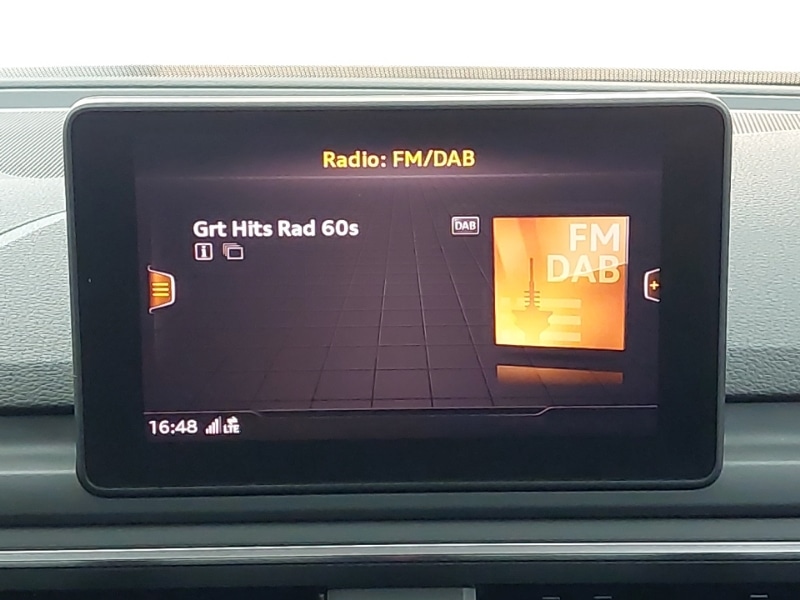 Radio: FM/DAB
Grt Hits Rad 60s
DAB
FM
DAB
16:48 LTE